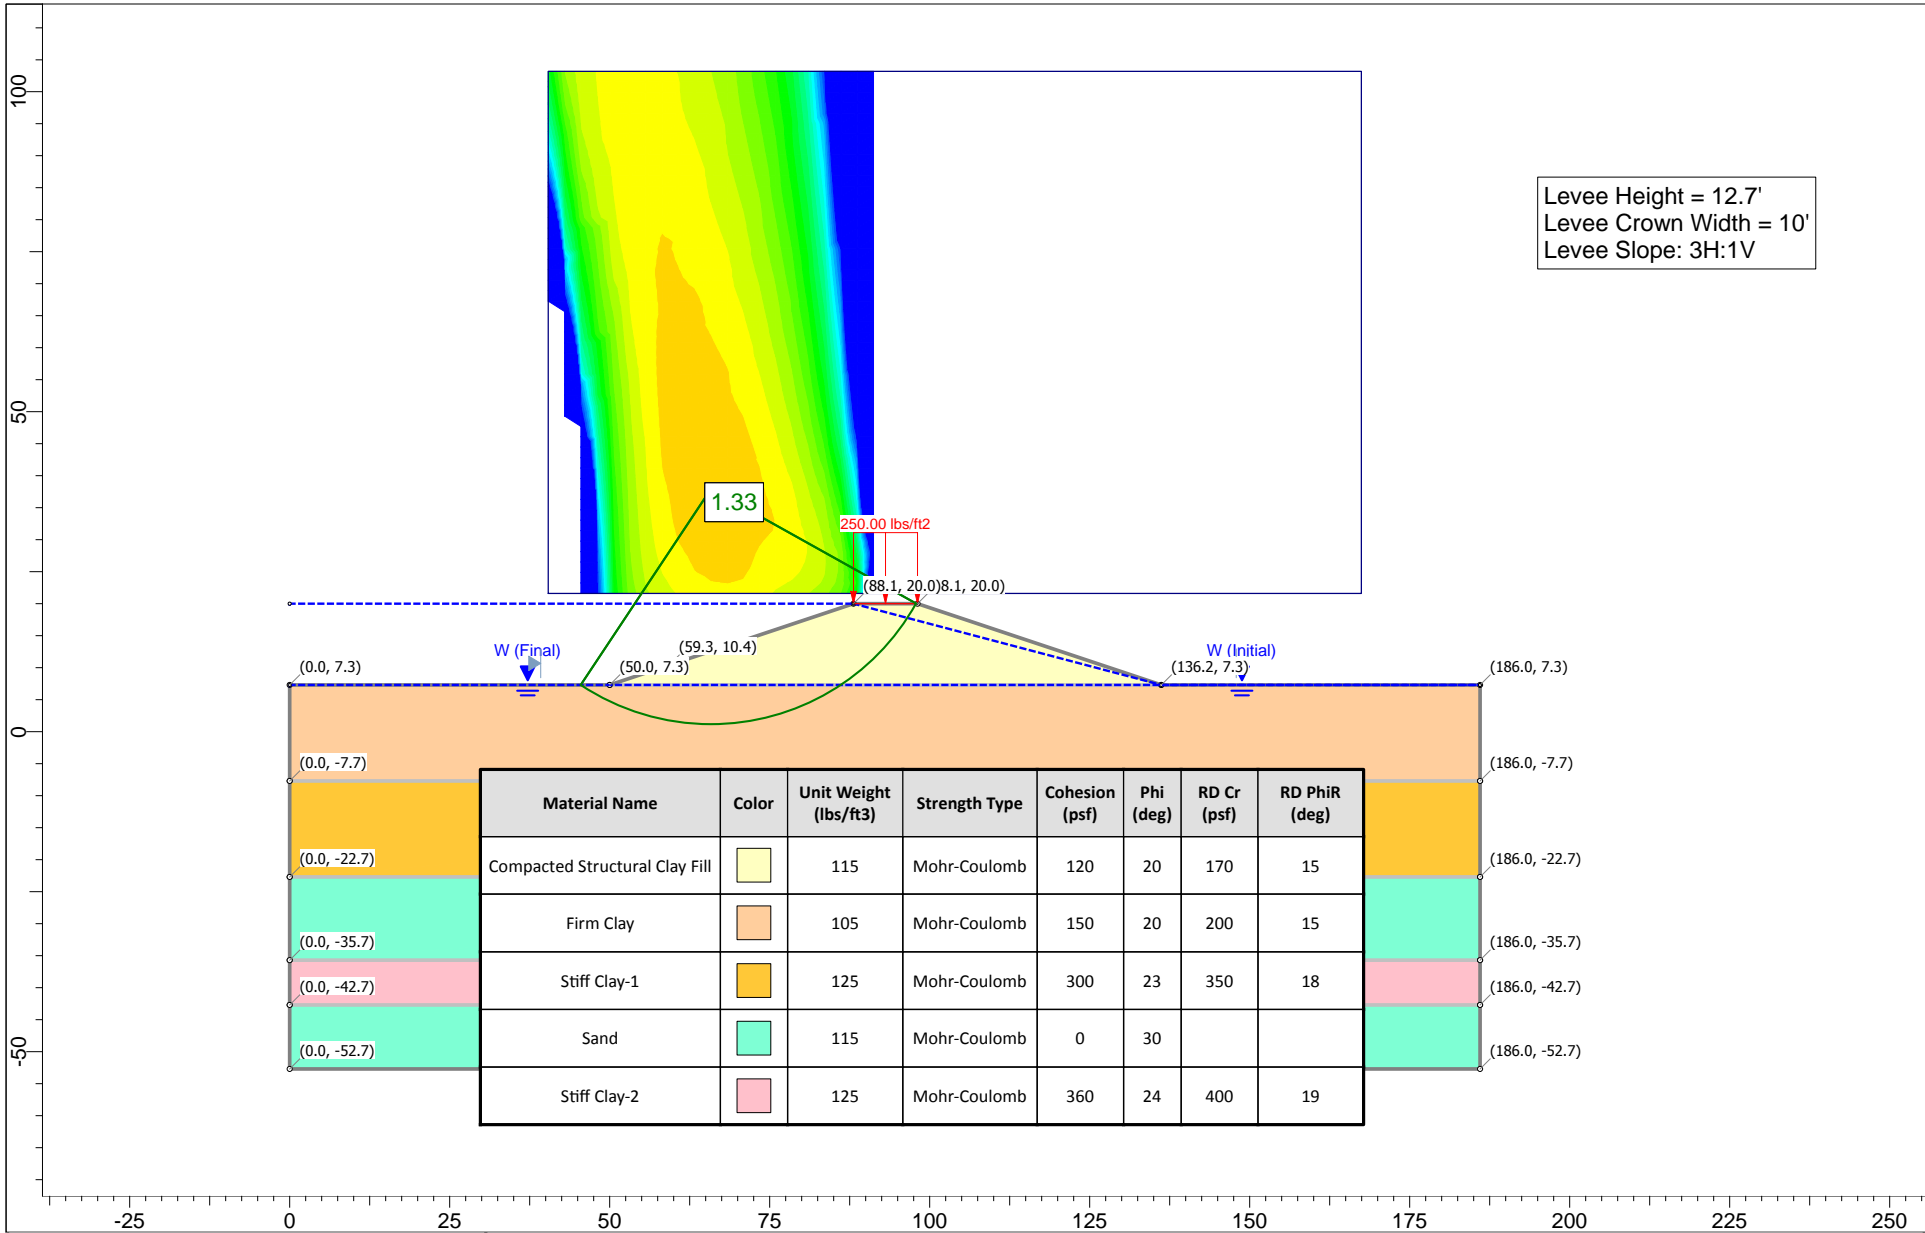 100
50
0
-50
-25
0
25
50
75
100
125
150
175
200
225
250
Levee Height = 12.7'
Levee Crown Width = 10'
Levee Slope: 3H:1V
1.33
250.00 lbs/ft2
(88.1, 20.0)
8.1, 20.0)
W (Final)
W (Initial)
(59.3, 10.4)
(0.0, 7.3)
(50.0, 7.3)
(136.2, 7.3)
(186.0, 7.3)
(0.0, -7.7)
(186.0, -7.7)
(0.0, -22.7)
(186.0, -22.7)
(0.0, -35.7)
(186.0, -35.7)
(0.0, -42.7)
(186.0, -42.7)
(0.0, -52.7)
(186.0, -52.7)
Material Name Color Unit Weight (lbs/ft3) Strength Type Cohesion (psf) Phi (deg) RD Cr (psf) RD PhiR (deg)
Compacted Structural Clay Fill 115 Mohr-Coulomb 120 20 170 15
Firm Clay 105 Mohr-Coulomb 150 20 200 15
Stiff Clay-1 125 Mohr-Coulomb 300 23 350 18
Sand 115 Mohr-Coulomb 0 30
Stiff Clay-2 125 Mohr-Coulomb 360 24 400 19